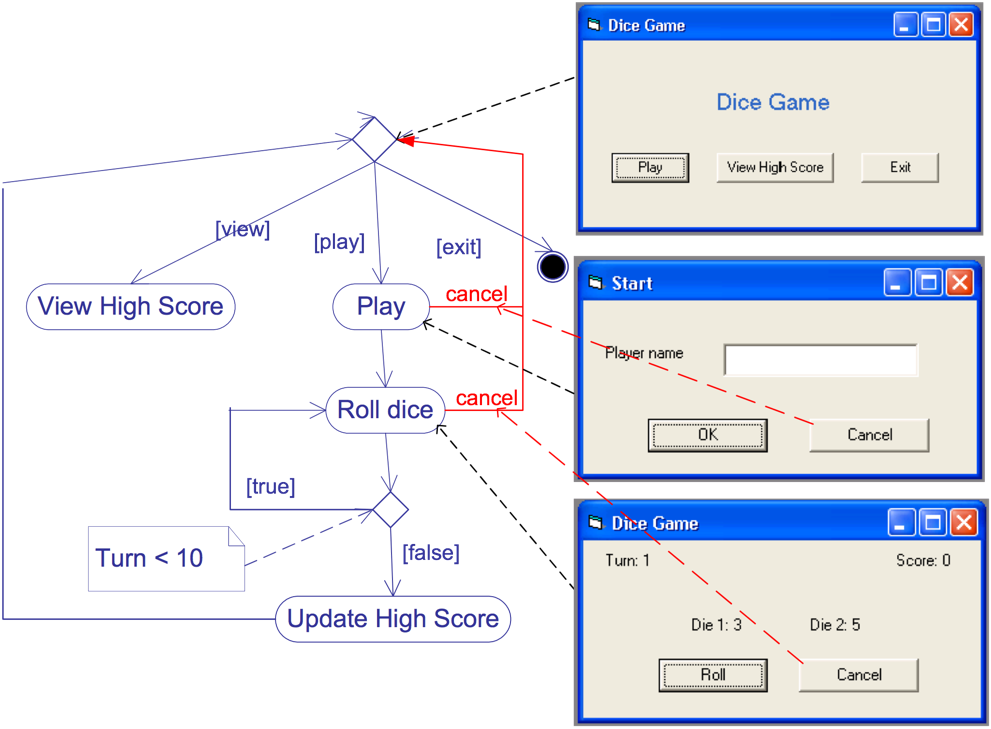 Dice Game
Dice Game
Play
View High Score
Exit
[view]
[play]
[exit]
View High Score
Play
cancel
Start
Player name
OK
Cancel
Roll dice
cancel
[true]
Turn < 10
[false]
Update High Score
Dice Game
Turn: 1
Score: 0
Die 1: 3
Die 2: 5
Roll
Cancel